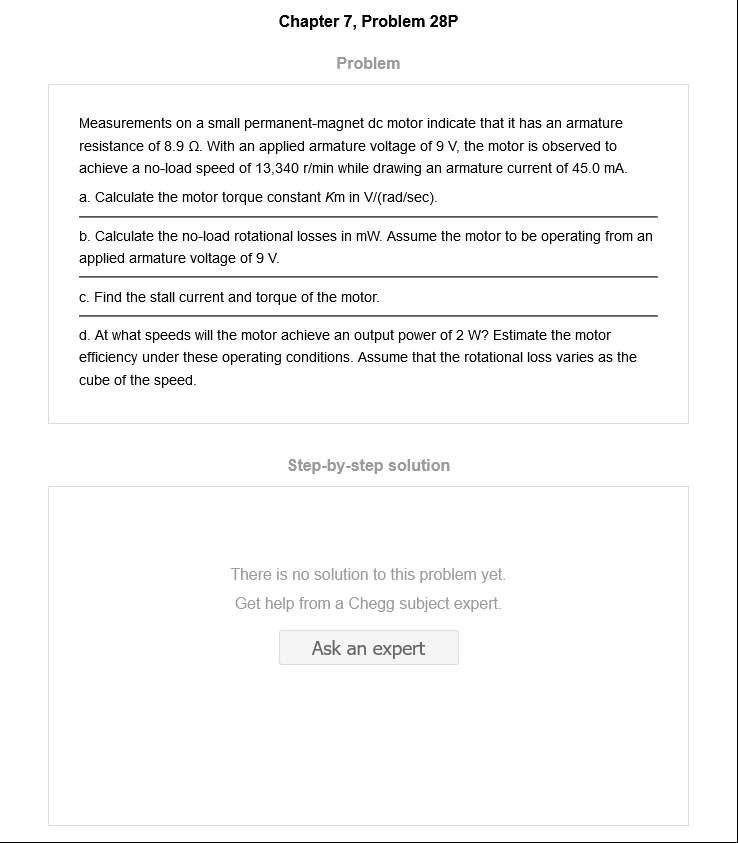 Chapter 7, Problem 28P
Problem
Measurements on a small permanent-magnet dc motor indicate that it has an armature
resistance of 8.9 Ω. With an applied armature voltage of 9 V, the motor is observed to
achieve a no-load speed of 13,340 r/min while drawing an armature current of 45.0 mA.
a. Calculate the motor torque constant Km in V/(rad/sec).
b. Calculate the no-load rotational losses in mW. Assume the motor to be operating from an
applied armature voltage of 9 V.
c. Find the stall current and torque of the motor.
d. At what speeds will the motor achieve an output power of 2 W? Estimate the motor
efficiency under these operating conditions. Assume that the rotational loss varies as the
cube of the speed.
Step-by-step solution
There is no solution to this problem yet.
Get help from a Chegg subject expert.
Ask an expert